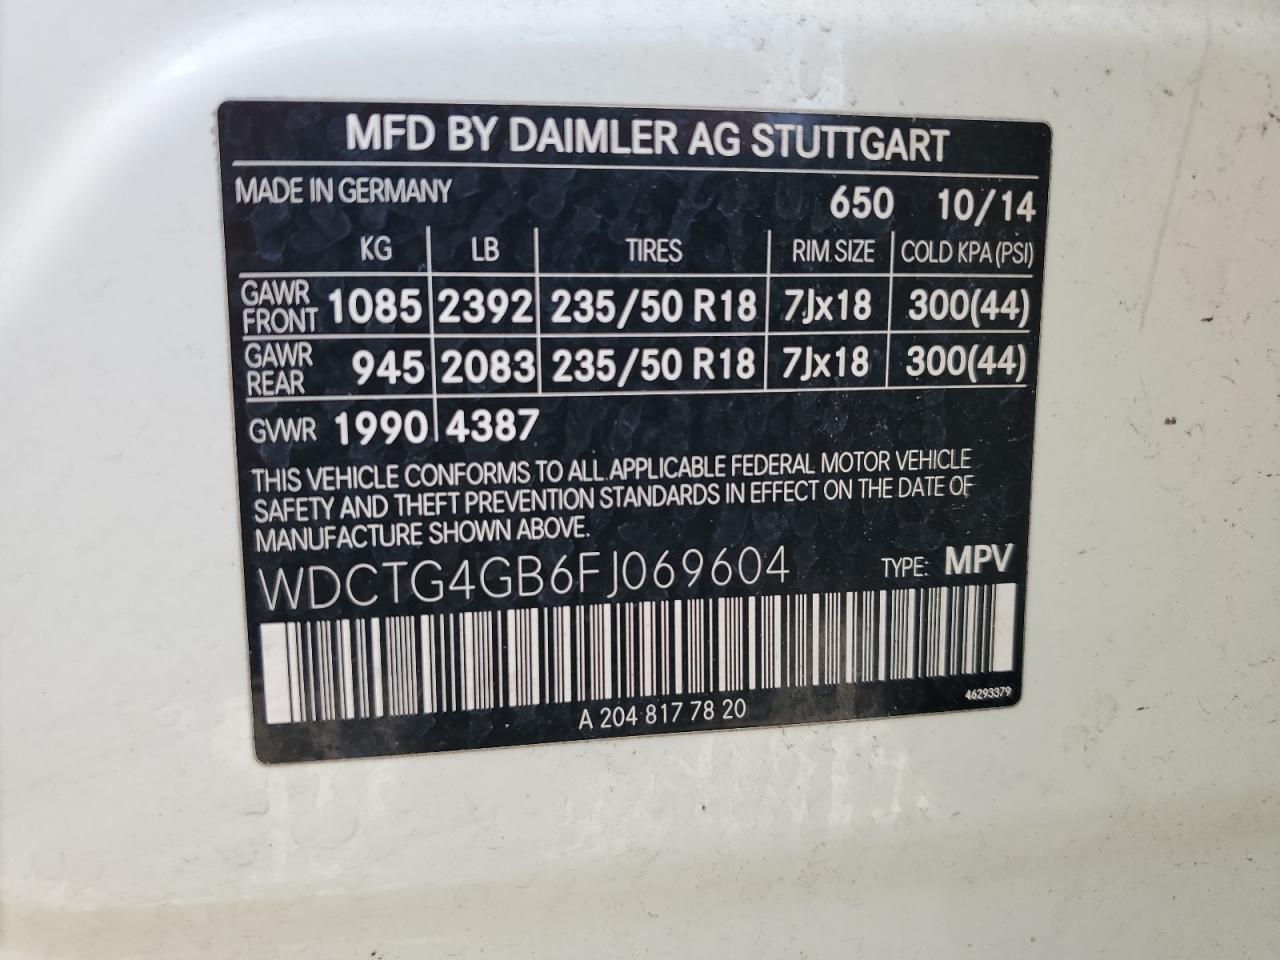 MFD BY DAIMLER AG STUTTGART
MADE IN GERMANY 650 10/14
KG LB TIRES RIM SIZE COLD KPA (PSI)
GAWR FRONT 1085 2392 235/50 R18 7Jx18 300(44)
GAWR REAR 945 2083 235/50 R18 7Jx18 300(44)
GVWR 1990 4387
THIS VEHICLE CONFORMS TO ALL APPLICABLE FEDERAL MOTOR VEHICLE
SAFETY AND THEFT PREVENTION STANDARDS IN EFFECT ON THE DATE OF
MANUFACTURE SHOWN ABOVE.
WDCTG4GB6FJ069604 TYPE: MPV
46293379
A 204 817 78 20